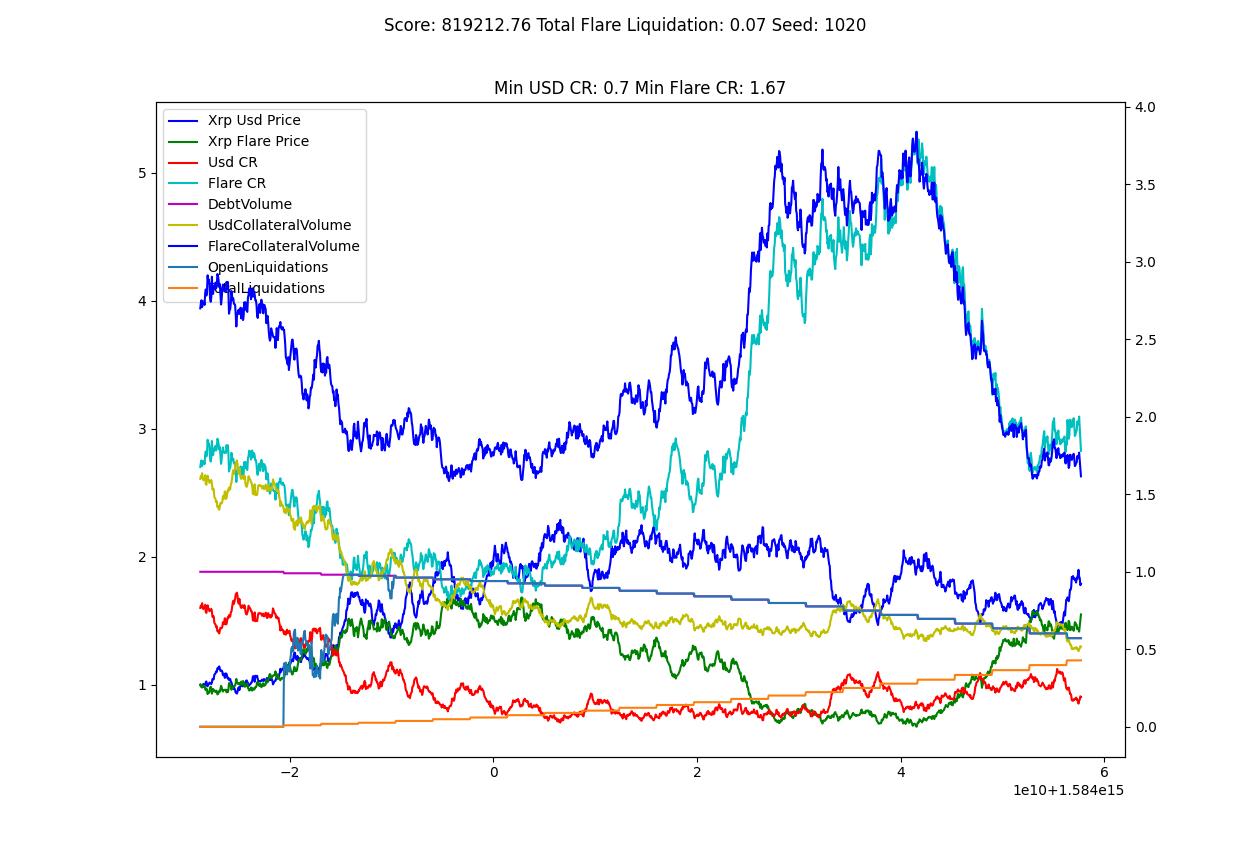 Score: 819212.76 Total Flare Liquidation: 0.07 Seed: 1020
Min USD CR: 0.7 Min Flare CR: 1.67
Xrp Usd Price
Xrp Flare Price
Usd CR
Flare CR
DebtVolume
UsdCollateralVolume
FlareCollateralVolume
OpenLiquidations
TotalLiquidations
5
4
3
2
1
4.0
3.5
3.0
2.5
2.0
1.5
1.0
0.5
0.0
−2
0
2
4
6
1e10+1.584e15